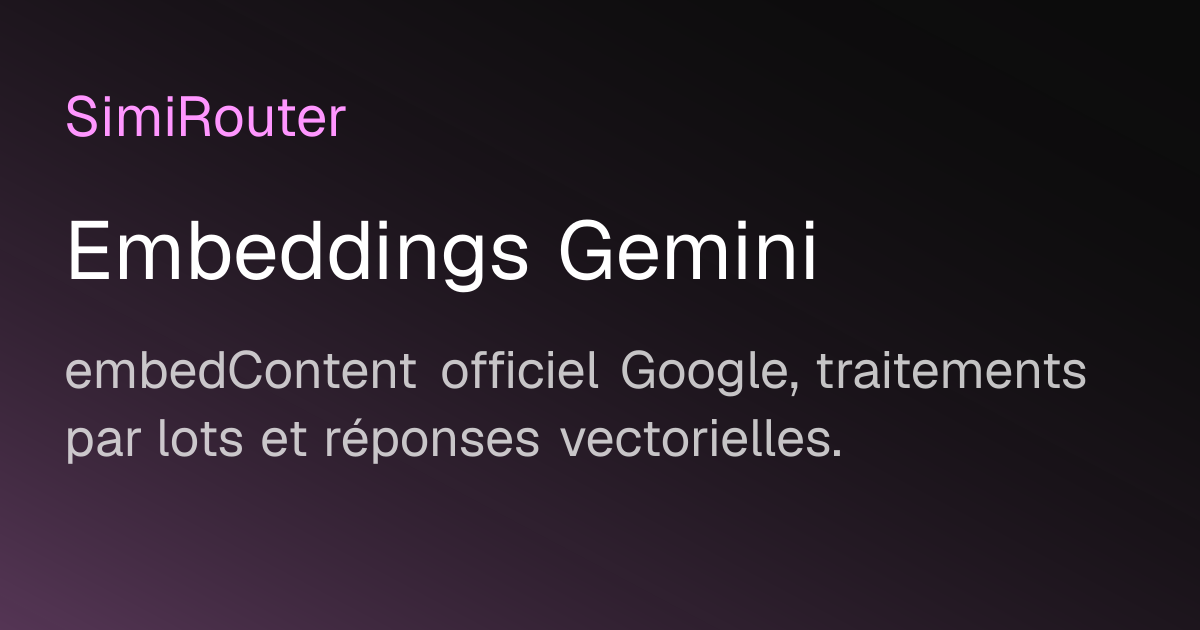 SimiRouter
Embeddings Gemini
embedContent officiel Google, traitements
par lots et réponses vectorielles.